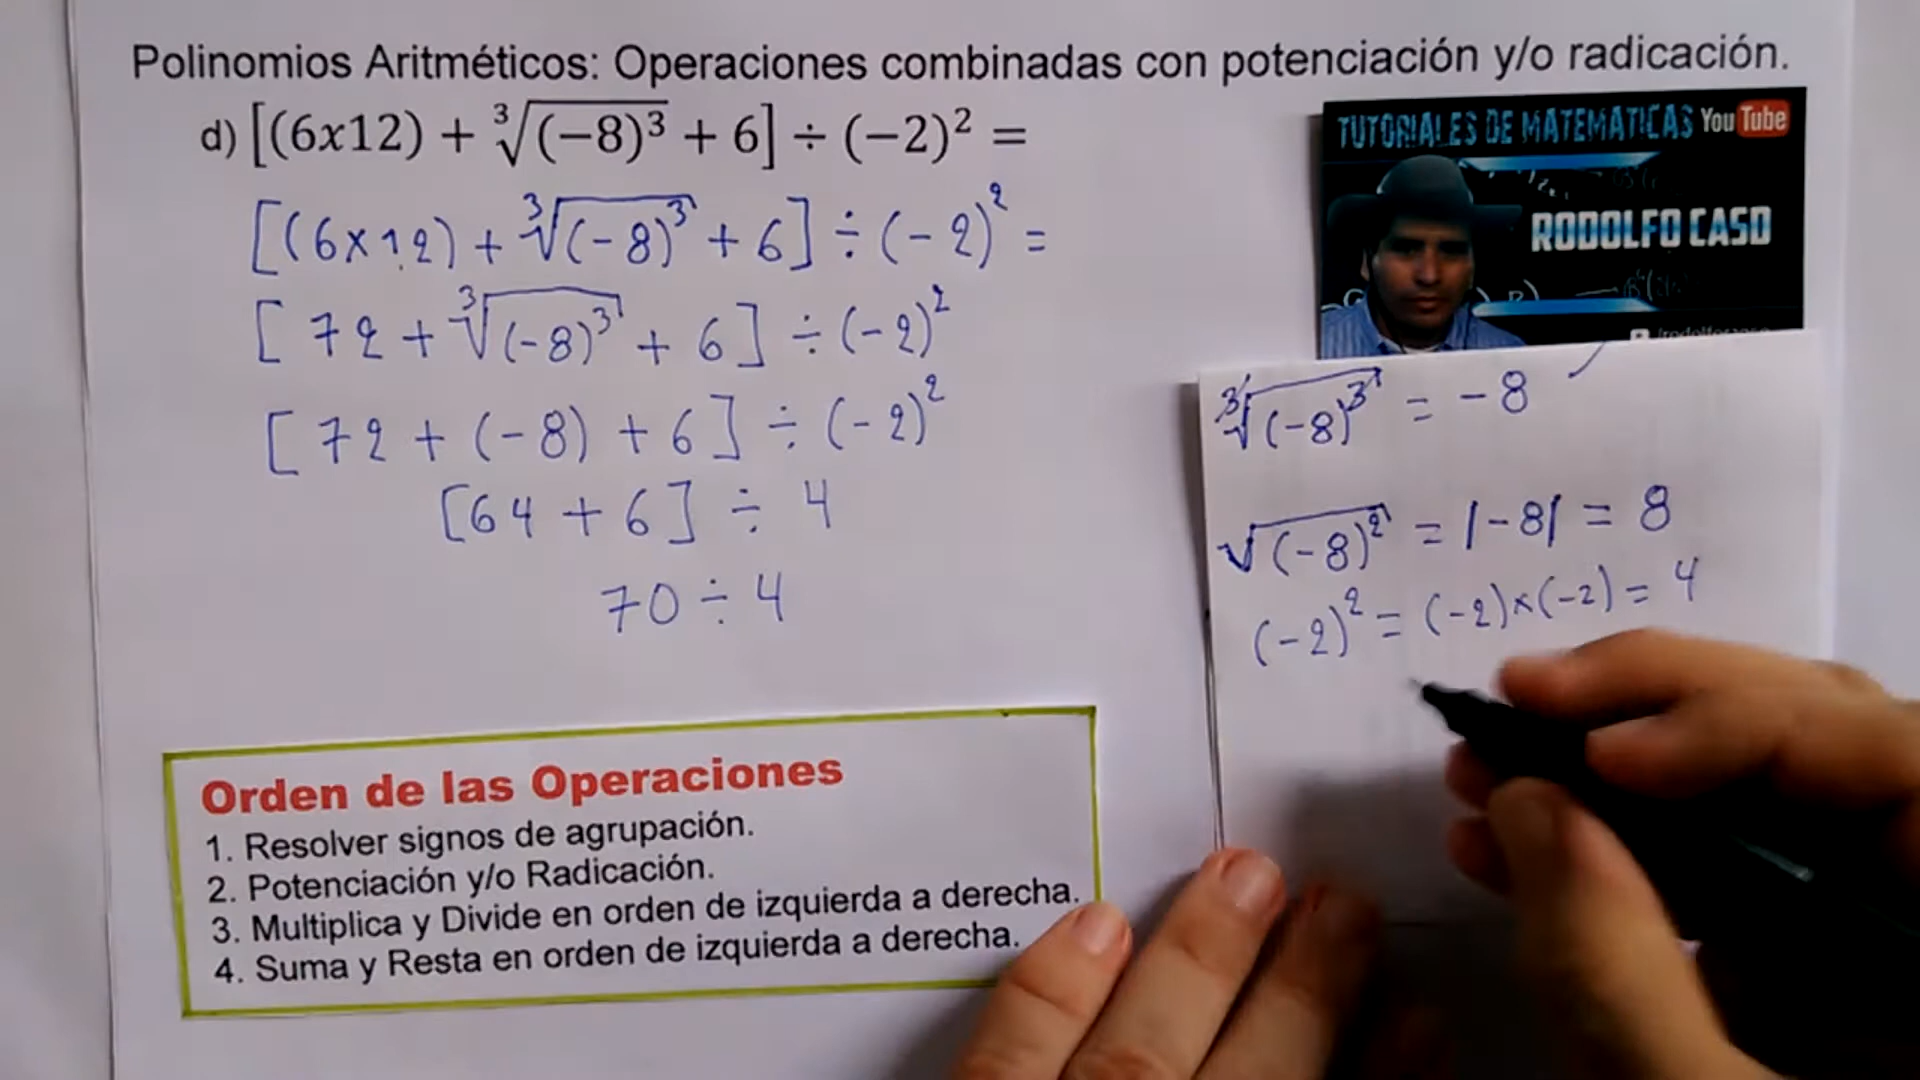 Polinomios Aritméticos: Operaciones combinadas con potenciación y/o radicación.
d) [(6x12) + ∛(−8)³ + 6] ÷ (−2)² =
[(6x12) + ∛(-8)³ + 6] ÷ (-2)² =
[ 72 + ∛(-8)³ + 6 ] ÷ (-2)²
[ 72 + (-8) + 6 ] ÷ (-2)²
[64 + 6] ÷ 4
70 ÷ 4
TUTORIALES DE MATEMATICAS You Tube
RODOLFO CASO
∛(-8)³ = -8
√(-8)² = |-8| = 8
(-2)² = (-2)x(-2) = 4
Orden de las Operaciones
1. Resolver signos de agrupación.
2. Potenciación y/o Radicación.
3. Multiplica y Divide en orden de izquierda a derecha.
4. Suma y Resta en orden de izquierda a derecha.